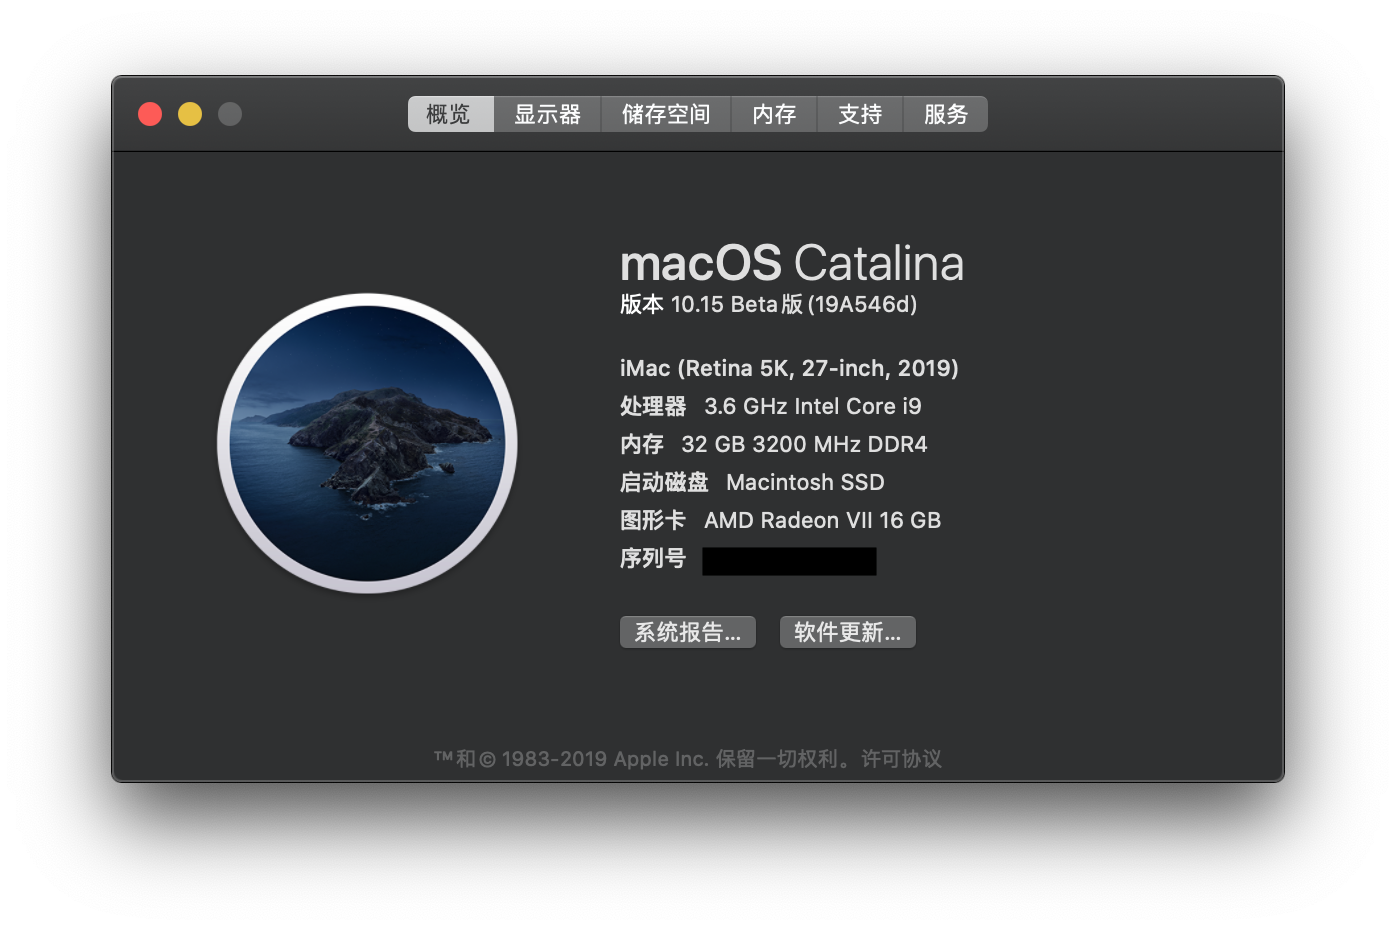 概览 显示器 储存空间 内存 支持 服务
macOS Catalina
版本 10.15 Beta版 (19A546d)
iMac (Retina 5K, 27-inch, 2019)
处理器 3.6 GHz Intel Core i9
内存 32 GB 3200 MHz DDR4
启动磁盘 Macintosh SSD
图形卡 AMD Radeon VII 16 GB
序列号
系统报告... 软件更新...
™和© 1983-2019 Apple Inc. 保留一切权利。许可协议